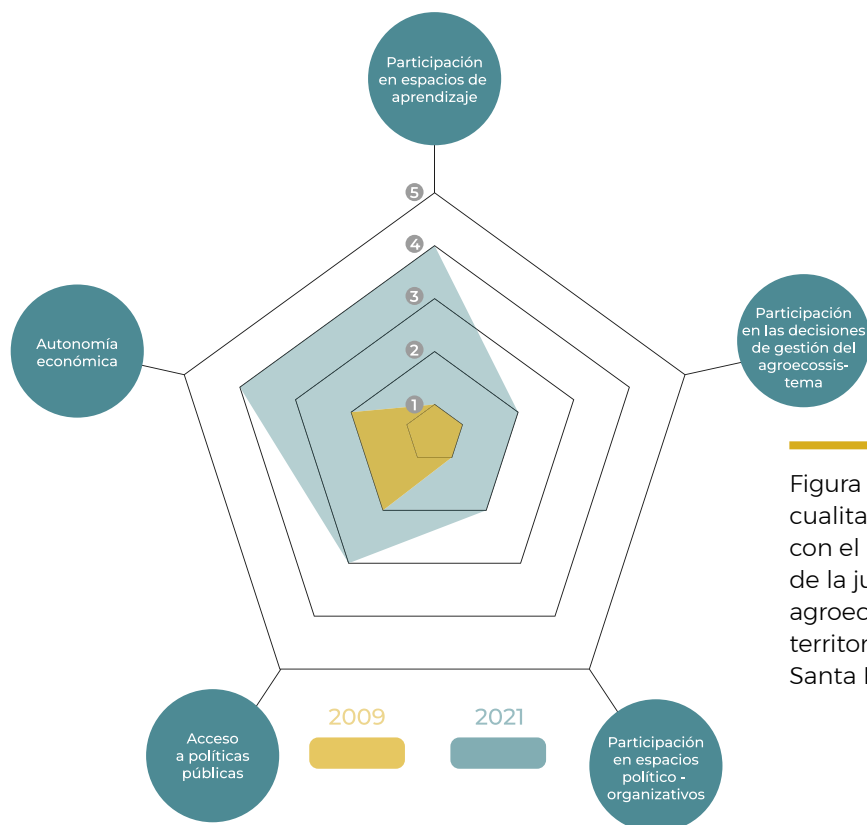 Participación
en espacios de
aprendizaje
5
4
3
2
1
Autonomía
económica
Participación
en las decisiones
de gestión del
agroecossis-
tema
Acceso
a políticas
públicas
2009
2021
Participación
en espacios
político -
organizativos
Figura
cualita
con el
de la ju
agroec
territor
Santa